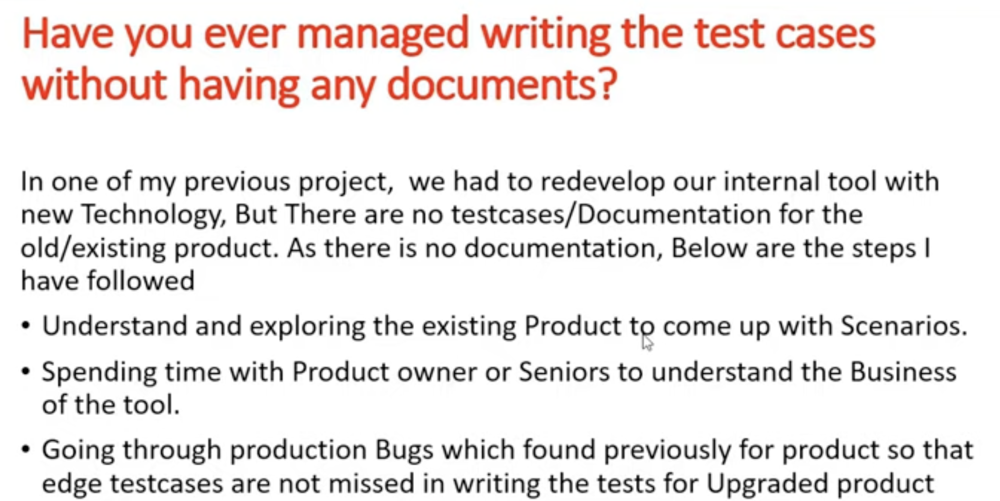 Have you ever managed writing the test cases
without having any documents?
In one of my previous project,  we had to redevelop our internal tool with
new Technology, But There are no testcases/Documentation for the
old/existing product. As there is no documentation, Below are the steps I
have followed
• Understand and exploring the existing Product to come up with Scenarios.
• Spending time with Product owner or Seniors to understand the Business
of the tool.
• Going through production Bugs which found previously for product so that
edge testcases are not missed in writing the tests for Upgraded product